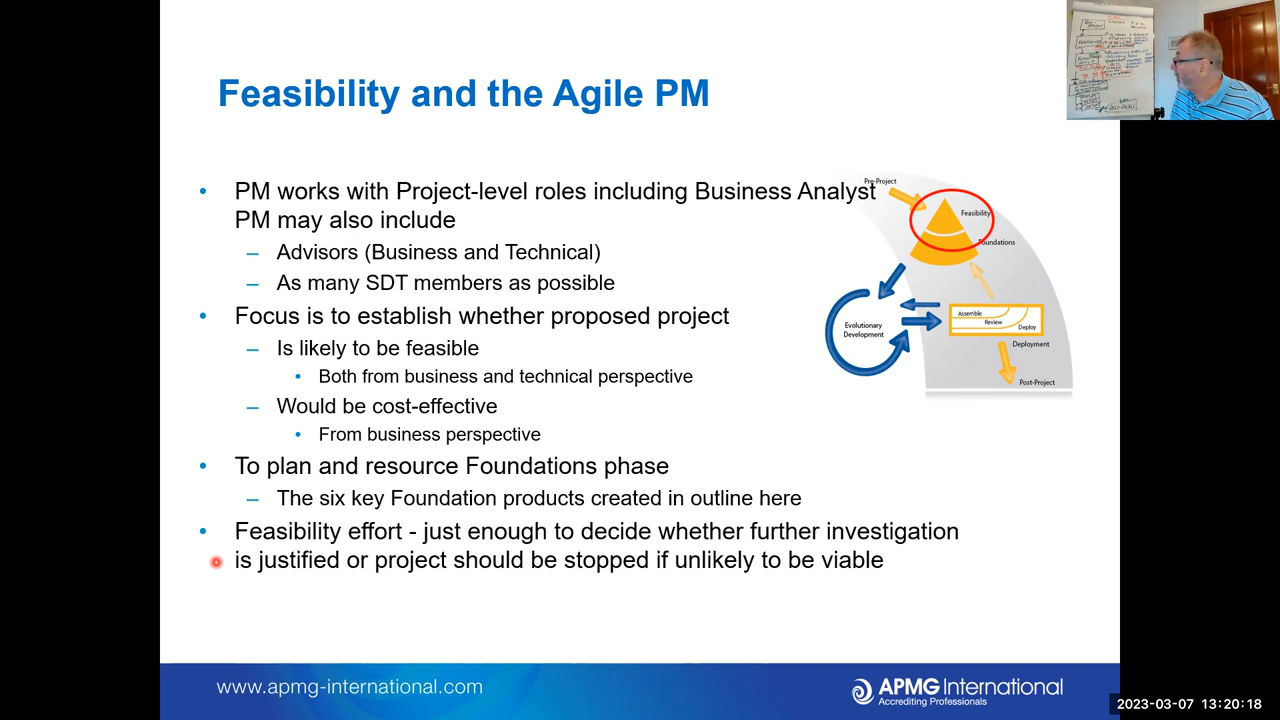 Feasibility and the Agile PM
• PM works with Project-level roles including Business Analyst
PM may also include
– Advisors (Business and Technical)
– As many SDT members as possible
• Focus is to establish whether proposed project
– Is likely to be feasible
• Both from business and technical perspective
– Would be cost-effective
• From business perspective
• To plan and resource Foundations phase
– The six key Foundation products created in outline here
• Feasibility effort - just enough to decide whether further investigation
is justified or project should be stopped if unlikely to be viable
Pre-Project
Feasibility
Foundations
Evolutionary
Development
Assemble
Review
Deploy
Deployment
Post-Project
www.apmg-international.com
APMG International
Accrediting Professionals
2023-03-07 13:20:18